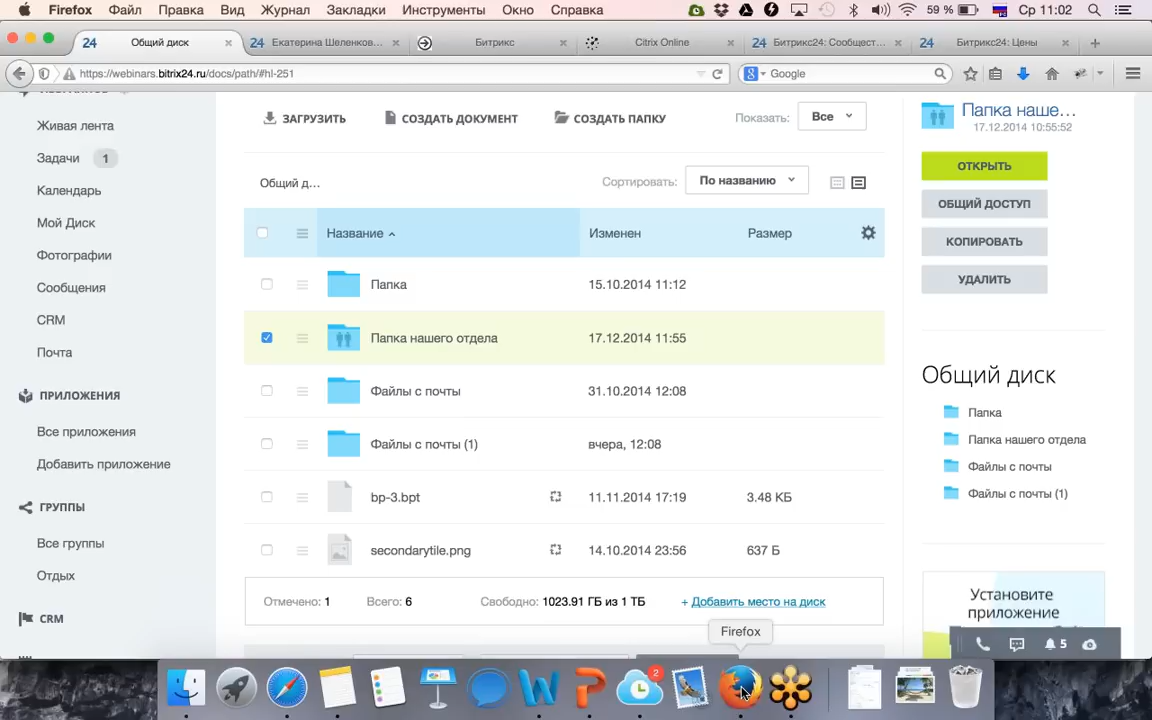 Firefox Файл Правка Вид Журнал Закладки Инструменты Окно Справка 59 % Ср 11:02
24 Общий диск 24 Екатерина Шеленков... Битрикс Citrix Online 24 Битрикс24: Сообщест... 24 Битрикс24: Цены
https://webinars.bitrix24.ru/docs/path/#hl-251 8 Google
Живая лента
Задачи 1
Календарь
Мой Диск
Фотографии
Сообщения
CRM
Почта
ПРИЛОЖЕНИЯ
Все приложения
Добавить приложение
ГРУППЫ
Все группы
Отдых
CRM
ЗАГРУЗИТЬ СОЗДАТЬ ДОКУМЕНТ СОЗДАТЬ ПАПКУ Показать: Все
Общий д... Сортировать: По названию
Название Изменен Размер
Папка 15.10.2014 11:12
Папка нашего отдела 17.12.2014 11:55
Файлы с почты 31.10.2014 12:08
Файлы с почты (1) вчера, 12:08
bp-3.bpt 11.11.2014 17:19 3.48 КБ
secondarytile.png 14.10.2014 23:56 637 Б
Отмечено: 1 Всего: 6 Свободно: 1023.91 ГБ из 1 ТБ + Добавить место на диск
Папка наше...
17.12.2014 10:55:52
ОТКРЫТЬ
ОБЩИЙ ДОСТУП
КОПИРОВАТЬ
УДАЛИТЬ
Общий диск
Папка
Папка нашего отдела
Файлы с почты
Файлы с почты (1)
Установите
приложение
5
Firefox
2